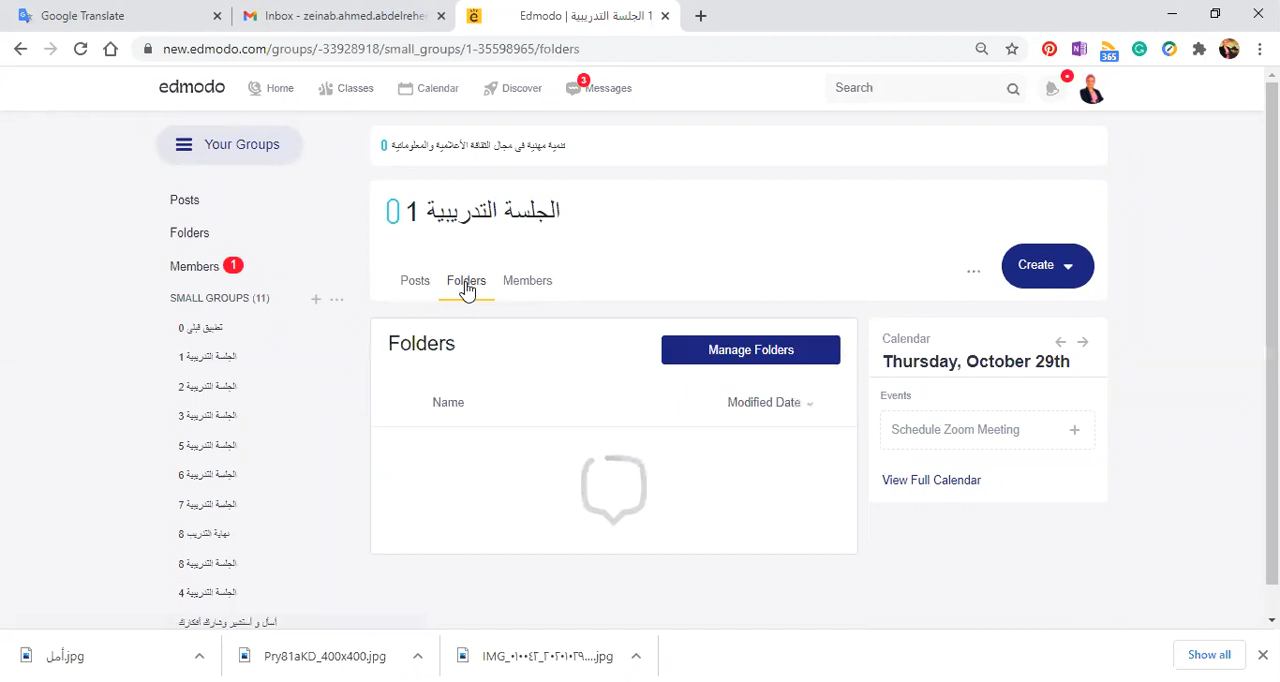 Google Translate
Inbox - zeinab.ahmed.abdelrehe
Edmodo | الجلسة التدريبية 1
new.edmodo.com/groups/-33928918/small_groups/1-35598965/folders
365
edmodo
Home
Classes
Calendar
Discover
3
Messages
Search
Your Groups
تنمية مهنية في مجال الثقافة الأعلامية والمعلوماتية
Posts
Folders
Members 1
SMALL GROUPS (11)
تطبيق قبلى 0
الجلسة التدريبية 1
الجلسة التدريبية 2
الجلسة التدريبية 3
الجلسة التدريبية 5
الجلسة التدريبية 6
الجلسة التدريبية 7
نهاية التدريب 8
الجلسة التدريبية 8
الجلسة التدريبية 4
أسأل و أستشير وشارك أفكارك
الجلسة التدريبية 1
Posts
Folders
Members
Create
Folders
Manage Folders
Name
Modified Date
Calendar
Thursday, October 29th
Events
Schedule Zoom Meeting
View Full Calendar
أمل.jpg
Pry81aKD_400x400.jpg
Show all